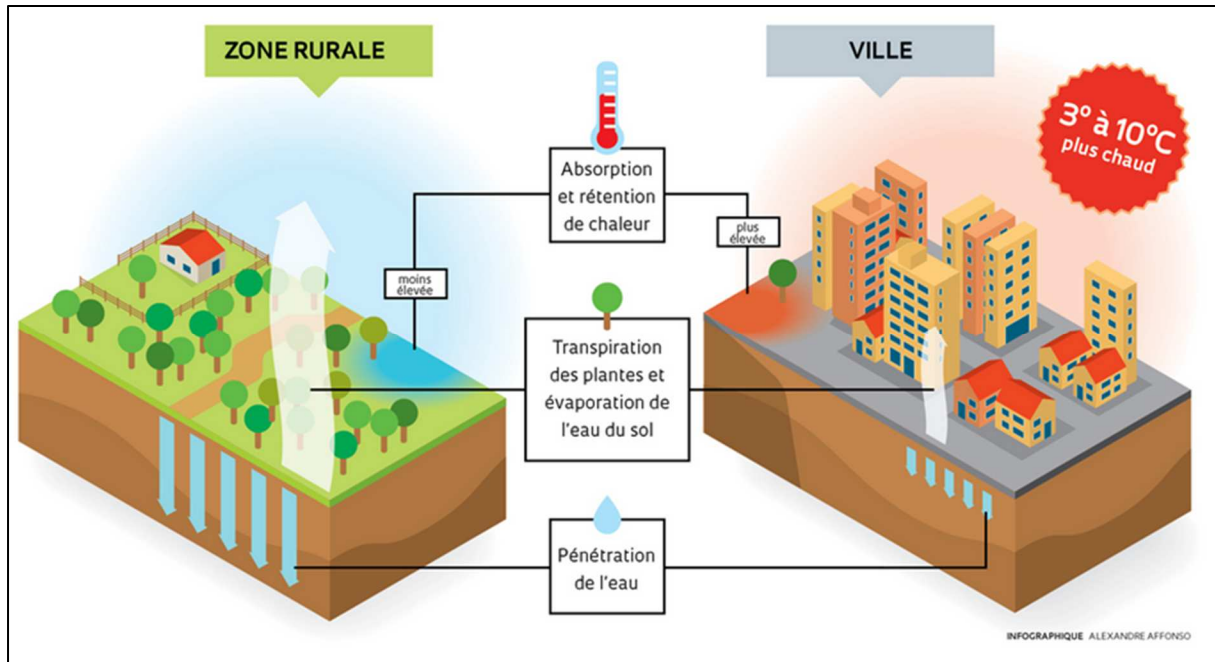 ZONE RURALE
VILLE
3° à 10°C
plus chaud
Absorption
et rétention
de chaleur
moins
élevée
plus
élevée
Transpiration
des plantes et
évaporation de
l'eau du sol
Pénétration
de l'eau
INFOGRAPHIQUE ALEXANDRE AFFONSO